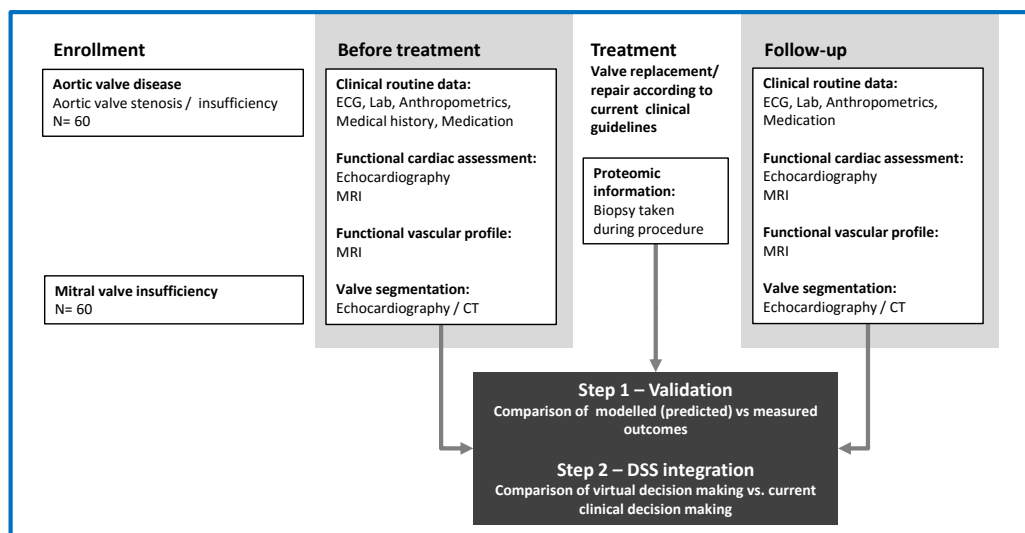 Enrollment
Aortic valve disease
Aortic valve stenosis / insufficiency
N= 60
Mitral valve insufficiency
N= 60
Before treatment
Clinical routine data:
ECG, Lab, Anthropometrics,
Medical history, Medication
Functional cardiac assessment:
Echocardiography
MRI
Functional vascular profile:
MRI
Valve segmentation:
Echocardiography / CT
Treatment
Valve replacement/
repair according to
current clinical
guidelines
Proteomic
information:
Biopsy taken
during procedure
Follow-up
Clinical routine data:
ECG, Lab, Anthropometrics,
Medication
Functional cardiac assessment:
Echocardiography
MRI
Functional vascular profile:
MRI
Valve segmentation:
Echocardiography / CT
Step 1 – Validation
Comparison of modelled (predicted) vs measured
outcomes
Step 2 – DSS integration
Comparison of virtual decision making vs. current
clinical decision making